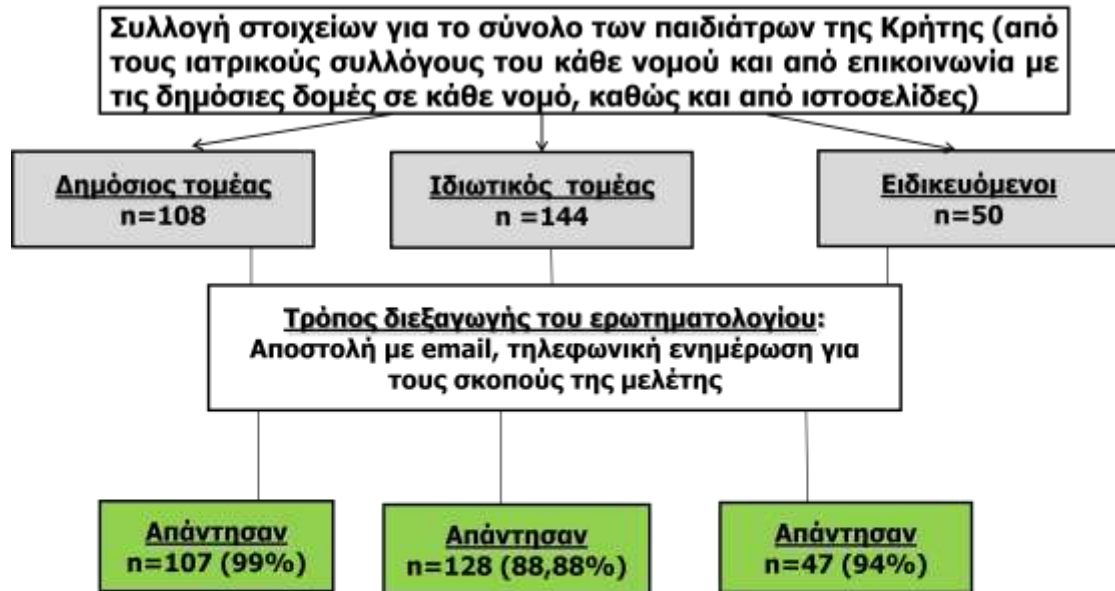 Συλλογή στοιχείων για το σύνολο των παιδιάτρων της Κρήτης (από
τους ιατρικούς συλλόγους του κάθε νομού και από επικοινωνία με
τις δημόσιες δομές σε κάθε νομό, καθώς και από ιστοσελίδες)
Δημόσιος τομέας
n=108
Ιδιωτικός τομέας
n =144
Ειδικευόμενοι
n=50
Τρόπος διεξαγωγής του ερωτηματολογίου:
Αποστολή με email, τηλεφωνική ενημέρωση για
τους σκοπούς της μελέτης
Απάντησαν
n=107 (99%)
Απάντησαν
n=128 (88,88%)
Απάντησαν
n=47 (94%)